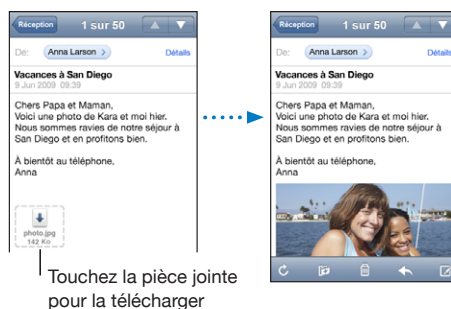 Réception 1 sur 50
De: Anna Larson Détails
Vacances à San Diego
9 Jun 2009 09:39
Chers Papa et Maman,
Voici une photo de Kara et moi hier.
Nous sommes ravies de notre séjour à
San Diego et en profitons bien.
À bientôt au téléphone,
Anna
photo.jpg
142 Ko
Touchez la pièce jointe
pour la télécharger
Réception 1 sur 50
De: Anna Larson Détails
Vacances à San Diego
9 Jun 2009 09:39
Chers Papa et Maman,
Voici une photo de Kara et moi hier.
Nous sommes ravies de notre séjour à
San Diego et en profitons bien.
À bientôt au téléphone,
Anna